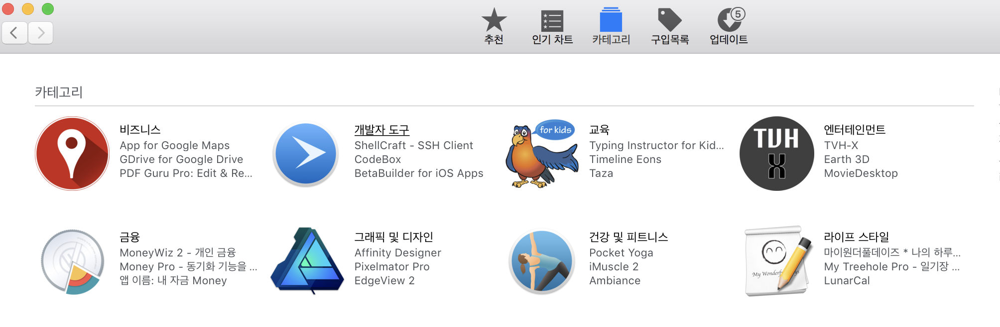 추천
인기 차트
카테고리
구입목록
5
업데이트
카테고리
비즈니스
App for Google Maps
GDrive for Google Drive
PDF Guru Pro: Edit & Re...
개발자 도구
ShellCraft - SSH Client
CodeBox
BetaBuilder for iOS Apps
for kids
교육
Typing Instructor for Kid...
Timeline Eons
Taza
TVH
X
엔터테인먼트
TVH-X
Earth 3D
MovieDesktop
금융
MoneyWiz 2 - 개인 금융
Money Pro - 동기화 기능을 ...
앱 이름: 내 자금 Money
그래픽 및 디자인
Affinity Designer
Pixelmator Pro
EdgeView 2
건강 및 피트니스
Pocket Yoga
iMuscle 2
Ambiance
My
라이프 스타일
마이원더풀데이즈 * 나의 하루...
My Treehole Pro - 일기장 ...
LunarCal